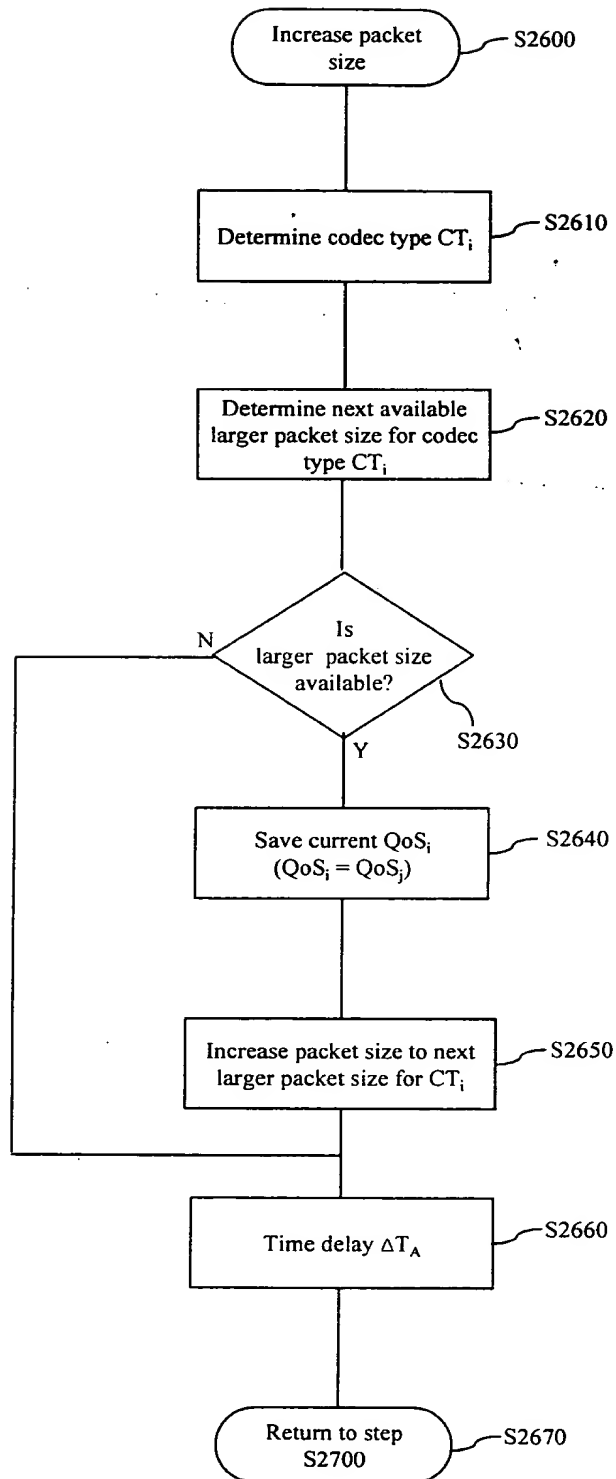 Increase packet
size
S2600
Determine codec type CTi
S2610
Determine next available
larger packet size for codec
type CTi
S2620
Is
larger packet size
available?
N
Y
S2630
Save current QoSi
(QoSi = QoSj)
S2640
Increase packet size to next
larger packet size for CTi
S2650
Time delay ΔTA
S2660
Return to step
S2700
S2670